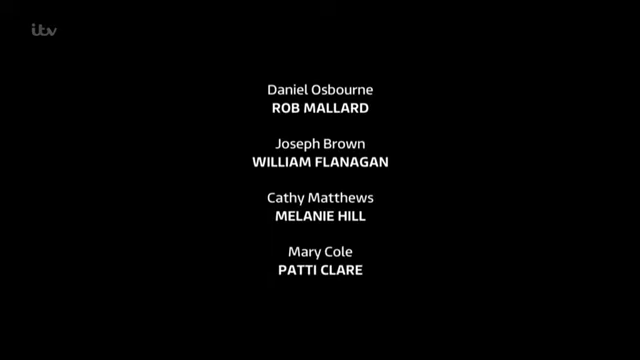 itv
Daniel Osbourne
ROB MALLARD
Joseph Brown
WILLIAM FLANAGAN
Cathy Matthews
MELANIE HILL
Mary Cole
PATTI CLARE